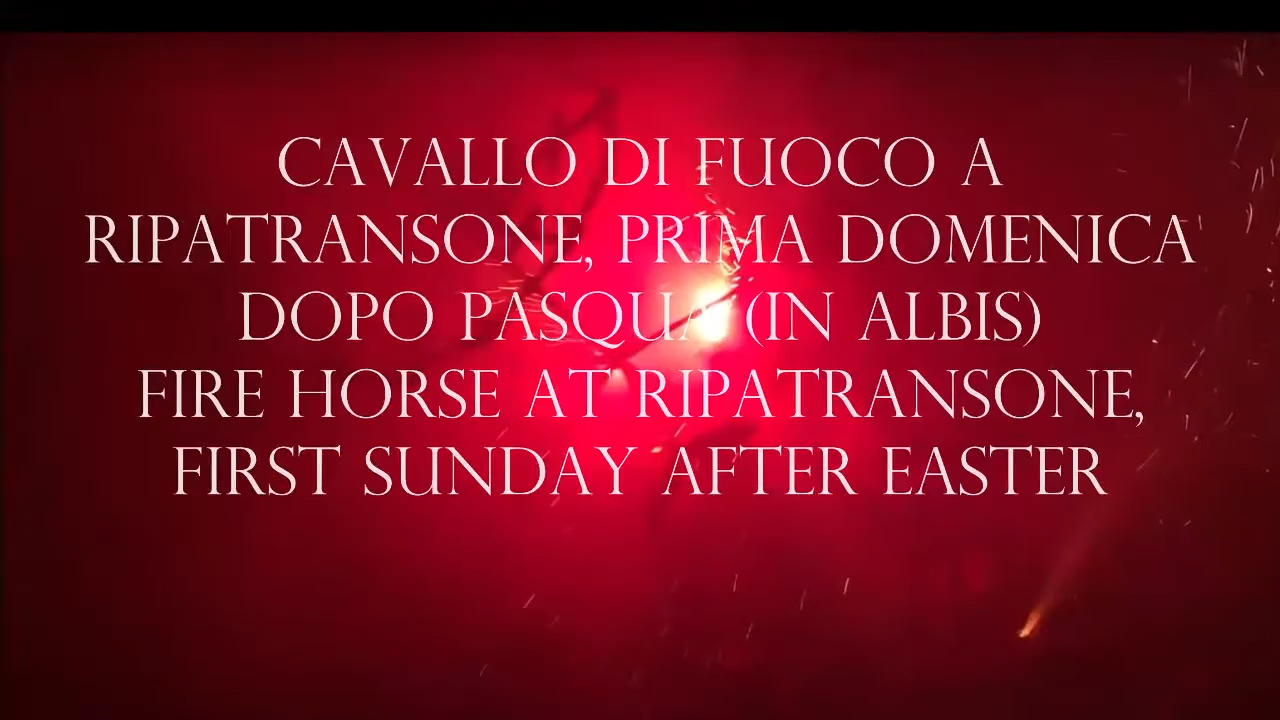 CAVALLO DI FUOCO A
RIPATRANSONE, PRIMA DOMENICA
DOPO PASQUA (IN ALBIS)
FIRE HORSE AT RIPATRANSONE,
FIRST SUNDAY AFTER EASTER